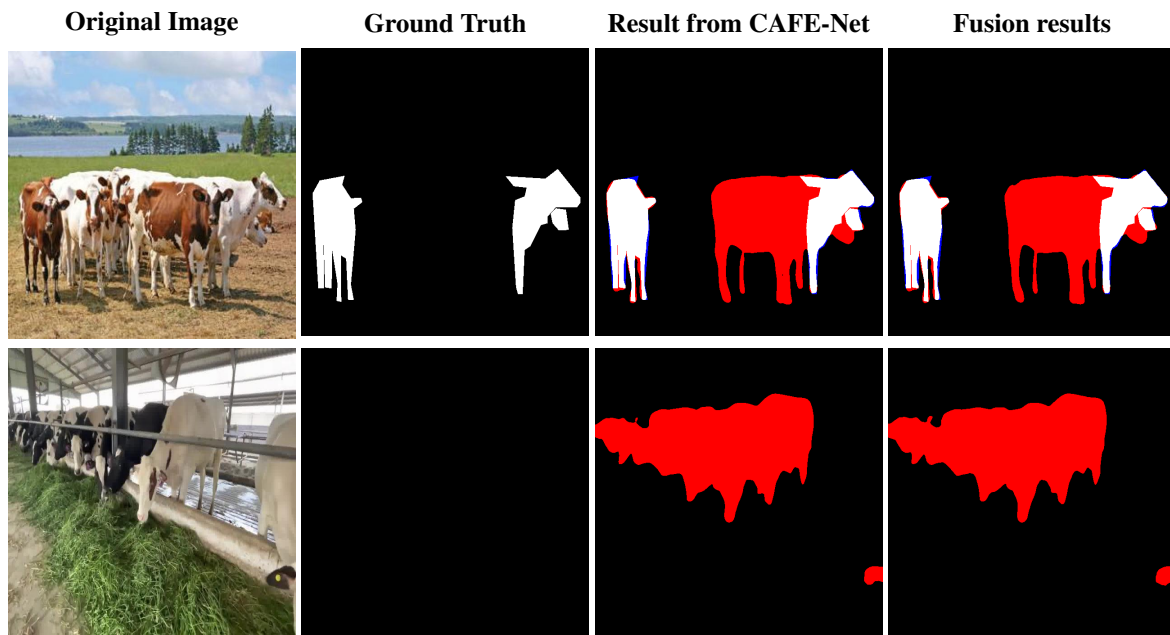 Original Image
Ground Truth
Result from CAFE-Net
Fusion results